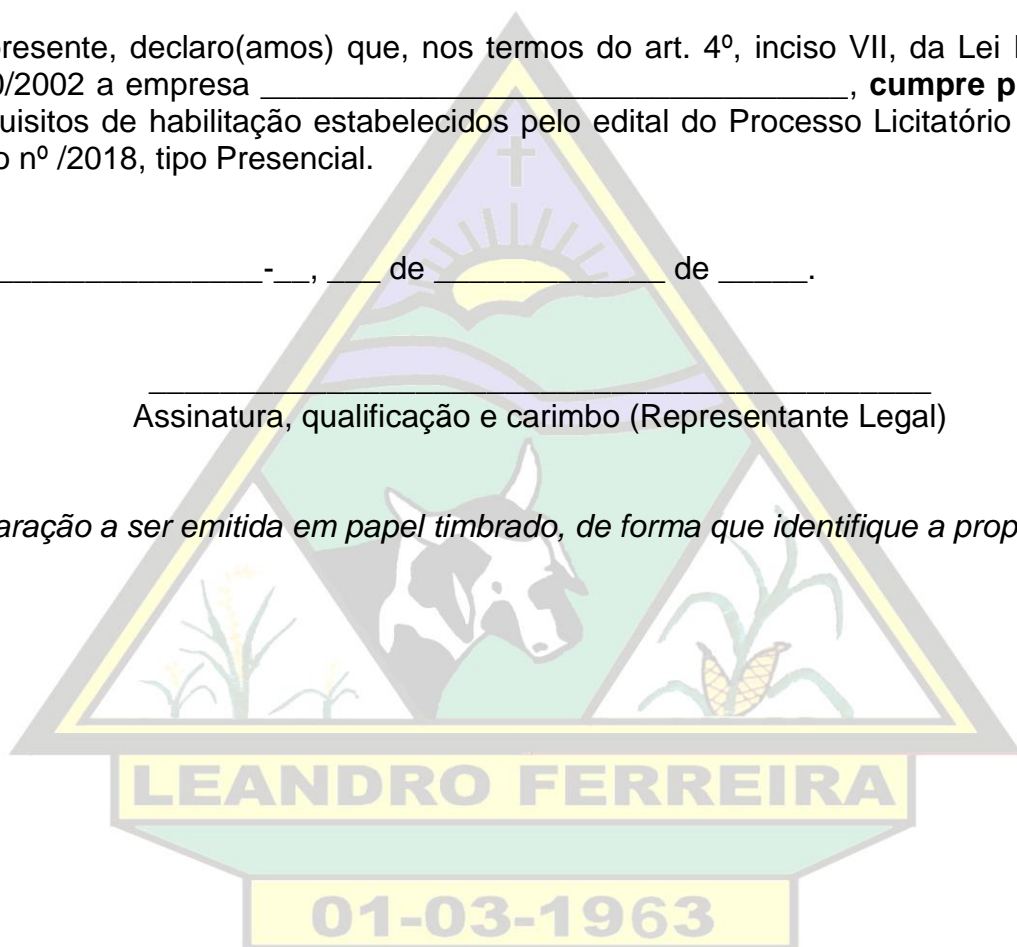 presente, declaro(amos) que, nos termos do art. 4º, inciso VII, da Lei
0/2002 a empresa _________________________________, cumpre p
uisitos de habilitação estabelecidos pelo edital do Processo Licitatório
o nº /2018, tipo Presencial.
_______________-__, ___ de _____________ de _____.
____________________________________________
Assinatura, qualificação e carimbo (Representante Legal)
aração a ser emitida em papel timbrado, de forma que identifique a prop
LEANDRO FERREIRA
01-03-1963